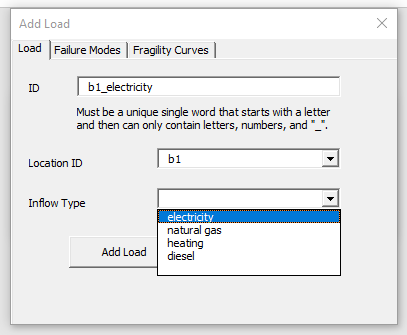 Add Load
Load Failure Modes Fragility Curves
ID b1_electricity
Must be a unique single word that starts with a letter
and then can only contain letters, numbers, and "_".
Location ID b1
Inflow Type
electricity
natural gas
heating
diesel
Add Load